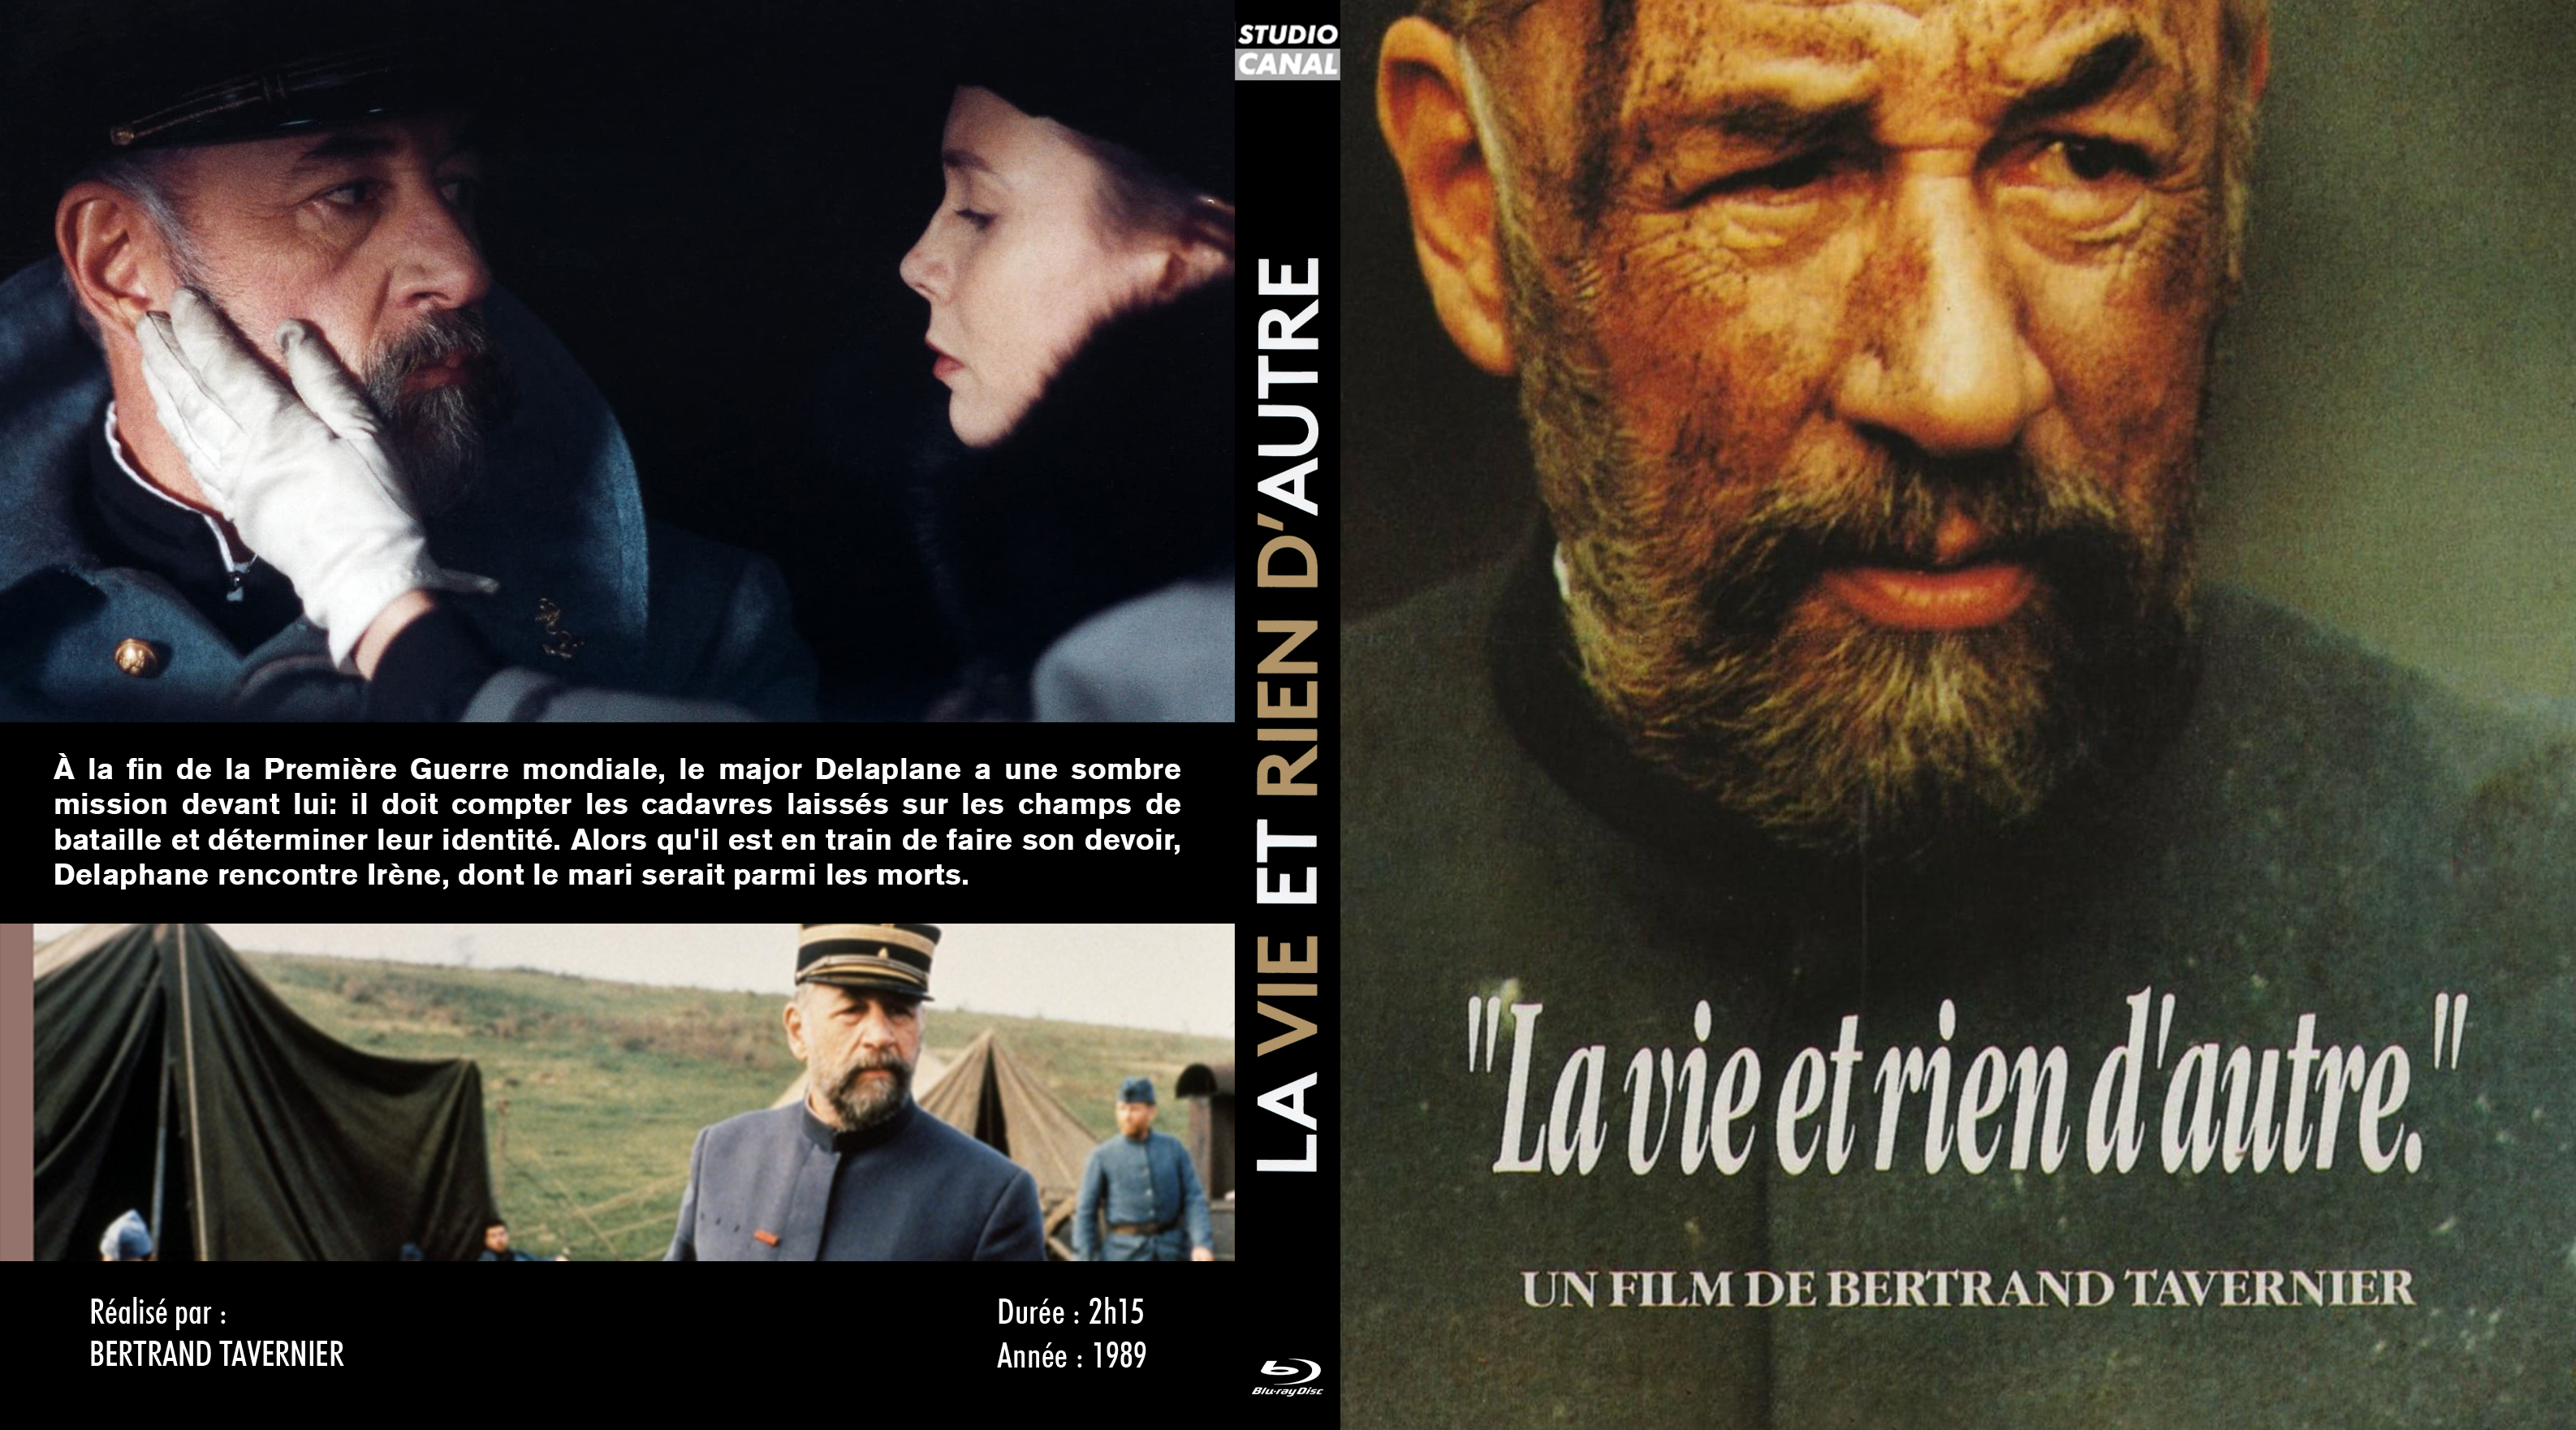 À la fin de la Première Guerre mondiale, le major Delaplane a une sombre
mission devant lui: il doit compter les cadavres laissés sur les champs de
bataille et déterminer leur identité. Alors qu'il est en train de faire son devoir,
Delaphane rencontre Irène, dont le mari serait parmi les morts.
Réalisé par :
BERTRAND TAVERNIER
Durée : 2h15
Année : 1989
STUDIO
CANAL
LA VIE ET RIEN D'AUTRE
Blu-ray Disc
"La vie et rien d'autre."
UN FILM DE BERTRAND TAVERNIER